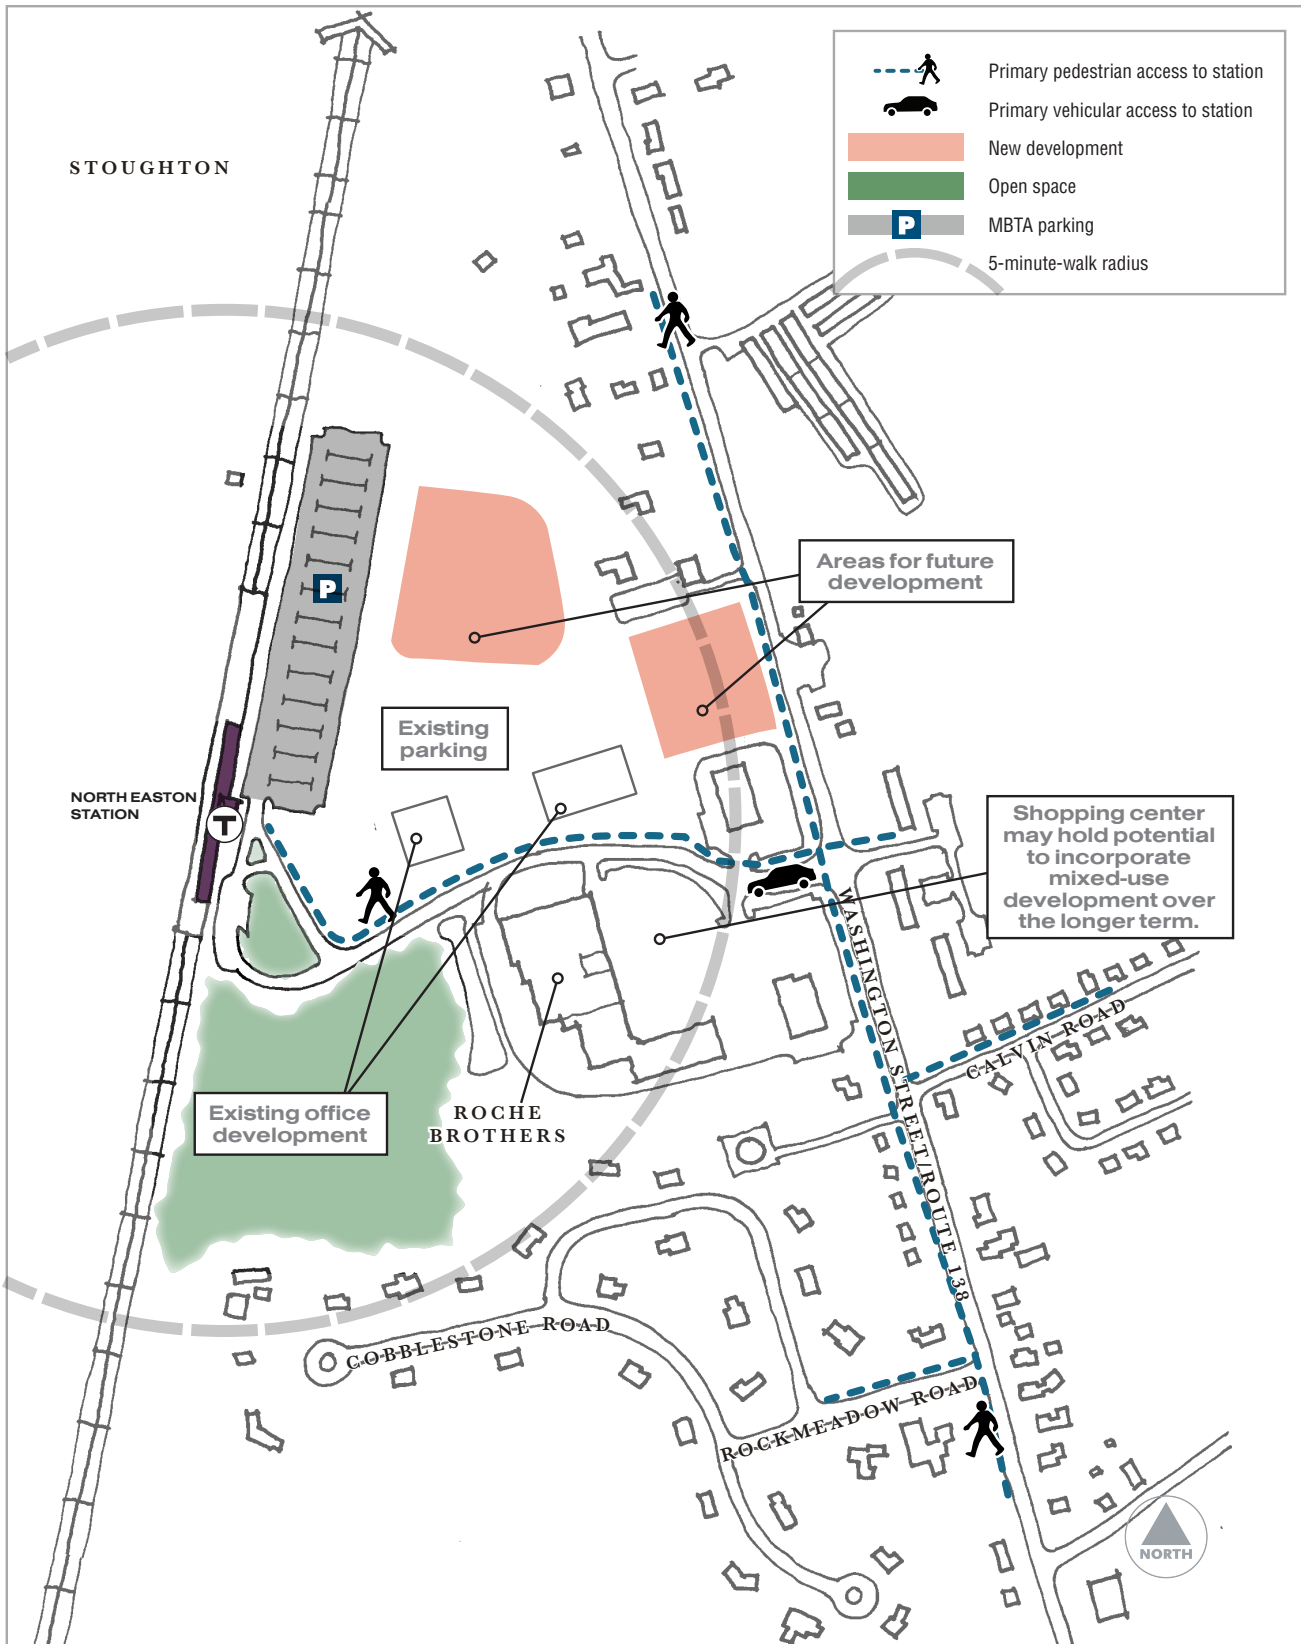 Primary pedestrian access to station
Primary vehicular access to station
New development
Open space
P
MBTA parking
5-minute-walk radius
STOUGHTON
Areas for future
development
P
Existing
parking
NORTH EASTON
STATION
T
Shopping center
may hold potential
to incorporate
mixed-use
development over
the longer term.
WASHINGTON STREET/ROUTE 138
CALVIN ROAD
Existing office
development
ROCHE
BROTHERS
COBBLESTONE ROAD
ROCKMEADOW ROAD
NORTH